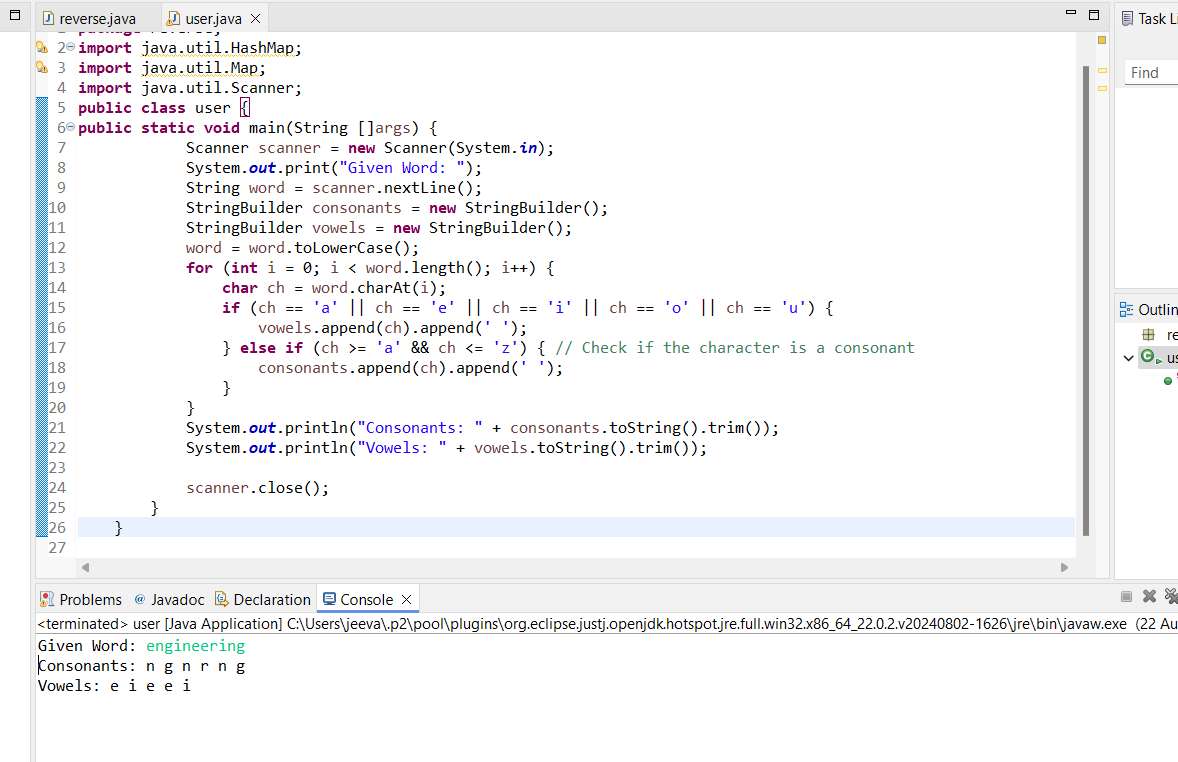 reverse.java
user.java
Task Li
1 package reverse;
2 import java.util.HashMap;
3 import java.util.Map;
4 import java.util.Scanner;
5 public class user {
6 public static void main(String []args) {
7 Scanner scanner = new Scanner(System.in);
8 System.out.print("Given Word: ");
9 String word = scanner.nextLine();
10 StringBuilder consonants = new StringBuilder();
11 StringBuilder vowels = new StringBuilder();
12 word = word.toLowerCase();
13 for (int i = 0; i < word.length(); i++) {
14 char ch = word.charAt(i);
15 if (ch == 'a' || ch == 'e' || ch == 'i' || ch == 'o' || ch == 'u') {
16 vowels.append(ch).append(' ');
17 } else if (ch >= 'a' && ch <= 'z') { // Check if the character is a consonant
18 consonants.append(ch).append(' ');
19 }
20 }
21 System.out.println("Consonants: " + consonants.toString().trim());
22 System.out.println("Vowels: " + vowels.toString().trim());
23
24 scanner.close();
25 }
26 }
27
Find
Outlin
re
us
Problems @ Javadoc Declaration Console
<terminated> user [Java Application] C:\Users\jeeva\.p2\pool\plugins\org.eclipse.justj.openjdk.hotspot.jre.full.win32.x86_64_22.0.2.v20240802-1626\jre\bin\javaw.exe (22 Au
Given Word: engineering
Consonants: n g n r n g
Vowels: e i e e i